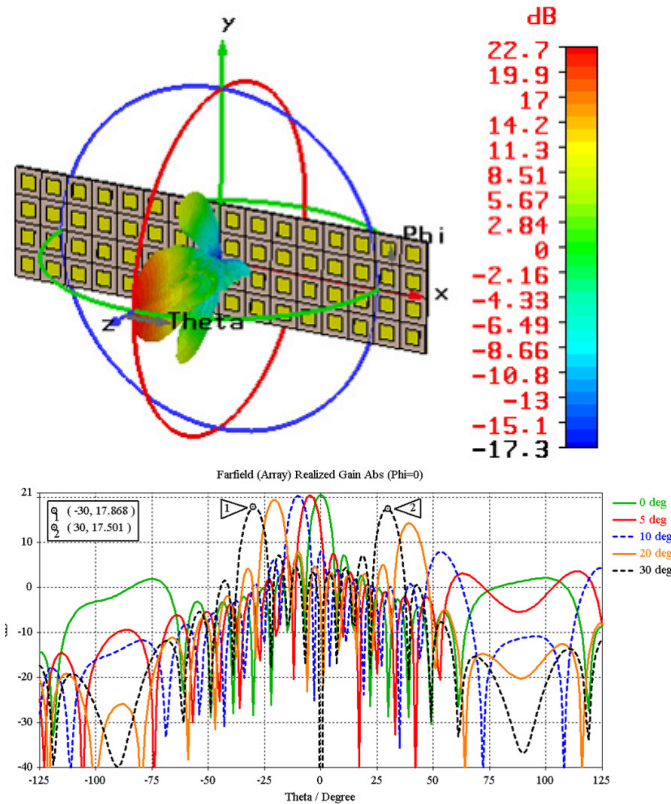 dB
y
22.7
19.9
17
14.2
11.3
8.51
5.67
2.84
0
-2.16
-4.33
-6.49
-8.66
-10.8
-13
-15.1
-17.3
Phi
x
z
Theta
Farfield (Array) Realized Gain Abs (Phi=0)
1 ( -30, 17.868 )
2 ( 30, 17.501 )
1
2
0 deg
5 deg
10 deg
20 deg
30 deg
21
10
0
-10
-20
-30
-40
-125 -100 -75 -50 -25 0 25 50 75 100 125
Theta / Degree